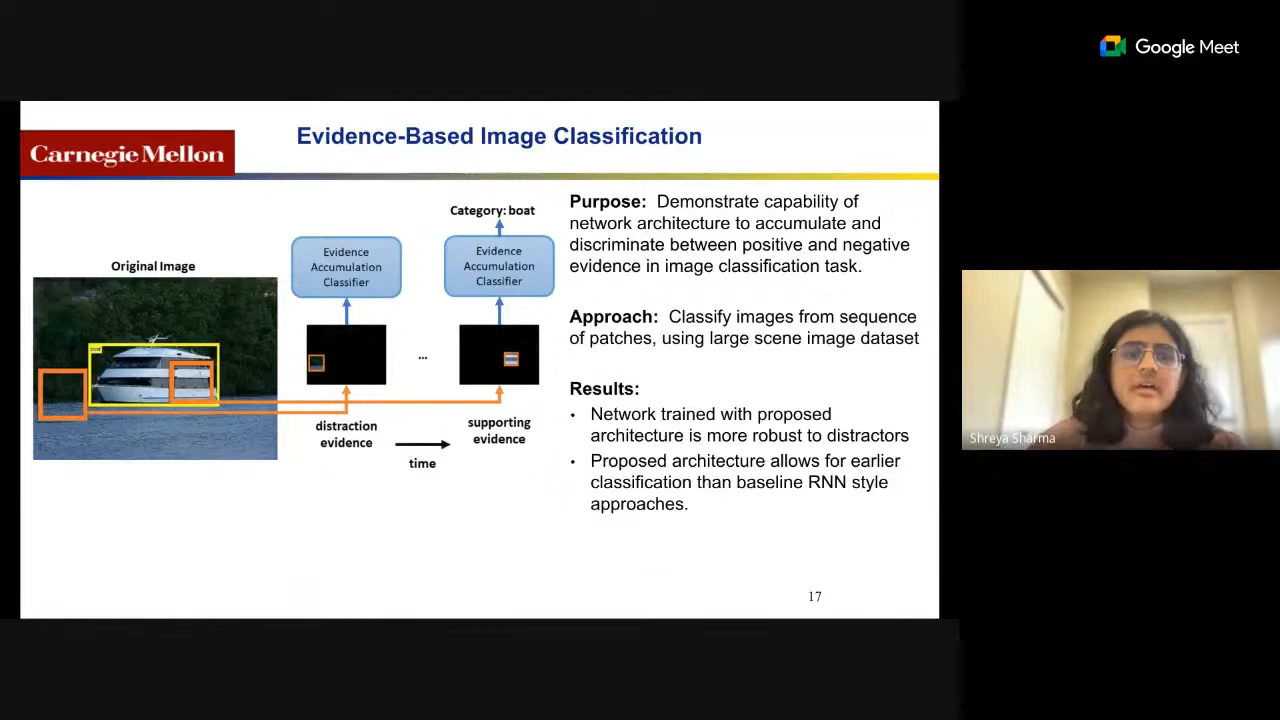 Google Meet
Carnegie Mellon
Evidence-Based Image Classification
Category: boat
Evidence
Accumulation
Classifier
Evidence
Accumulation
Classifier
Original Image
...
distraction
evidence
supporting
evidence
time
Purpose: Demonstrate capability of
network architecture to accumulate and
discriminate between positive and negative
evidence in image classification task.
Approach: Classify images from sequence
of patches, using large scene image dataset
Results:
• Network trained with proposed
architecture is more robust to distractors
• Proposed architecture allows for earlier
classification than baseline RNN style
approaches.
17
Shreya Sharma